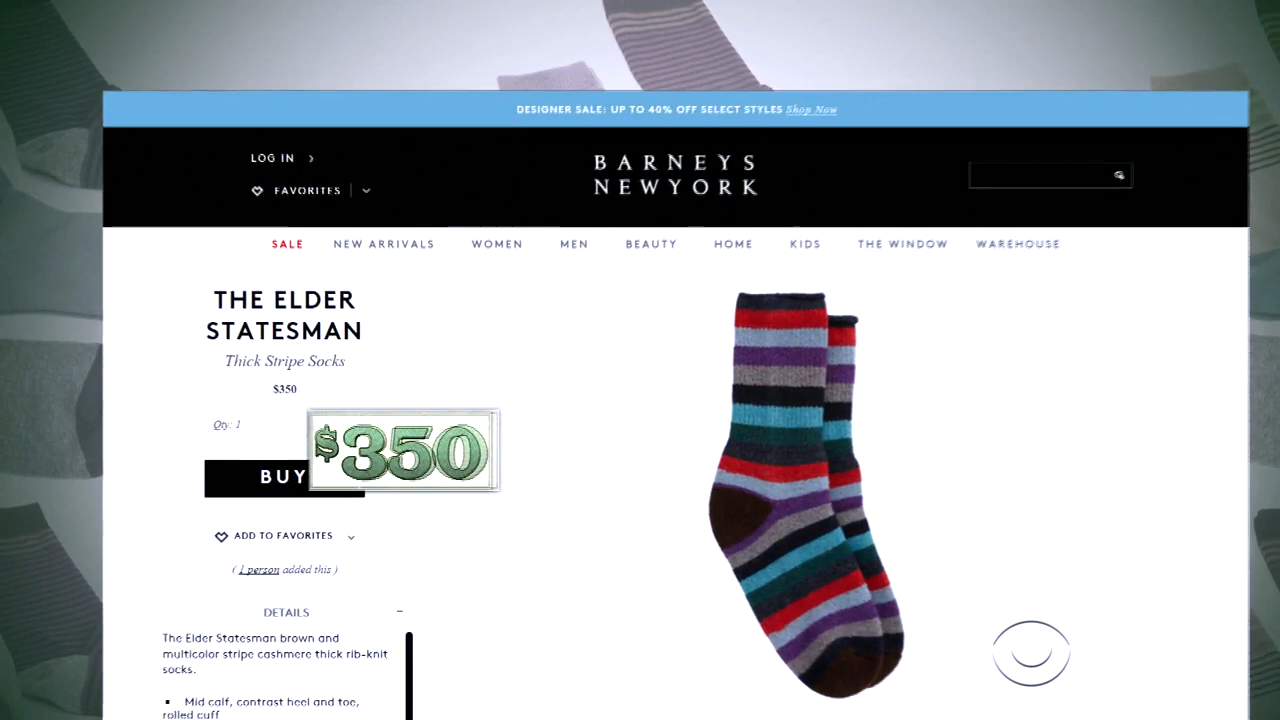 DESIGNER SALE: UP TO 40% OFF SELECT STYLES Shop Now
LOG IN
FAVORITES
BARNEYS
NEWYORK
SALE NEW ARRIVALS WOMEN MEN BEAUTY HOME KIDS THE WINDOW WAREHOUSE
THE ELDER
STATESMAN
Thick Stripe Socks
$350
Qty: 1
$350
BUY
ADD TO FAVORITES
( 1 person added this )
DETAILS
The Elder Statesman brown and
multicolor stripe cashmere thick rib-knit
socks.
▪ Mid calf, contrast heel and toe,
rolled cuff